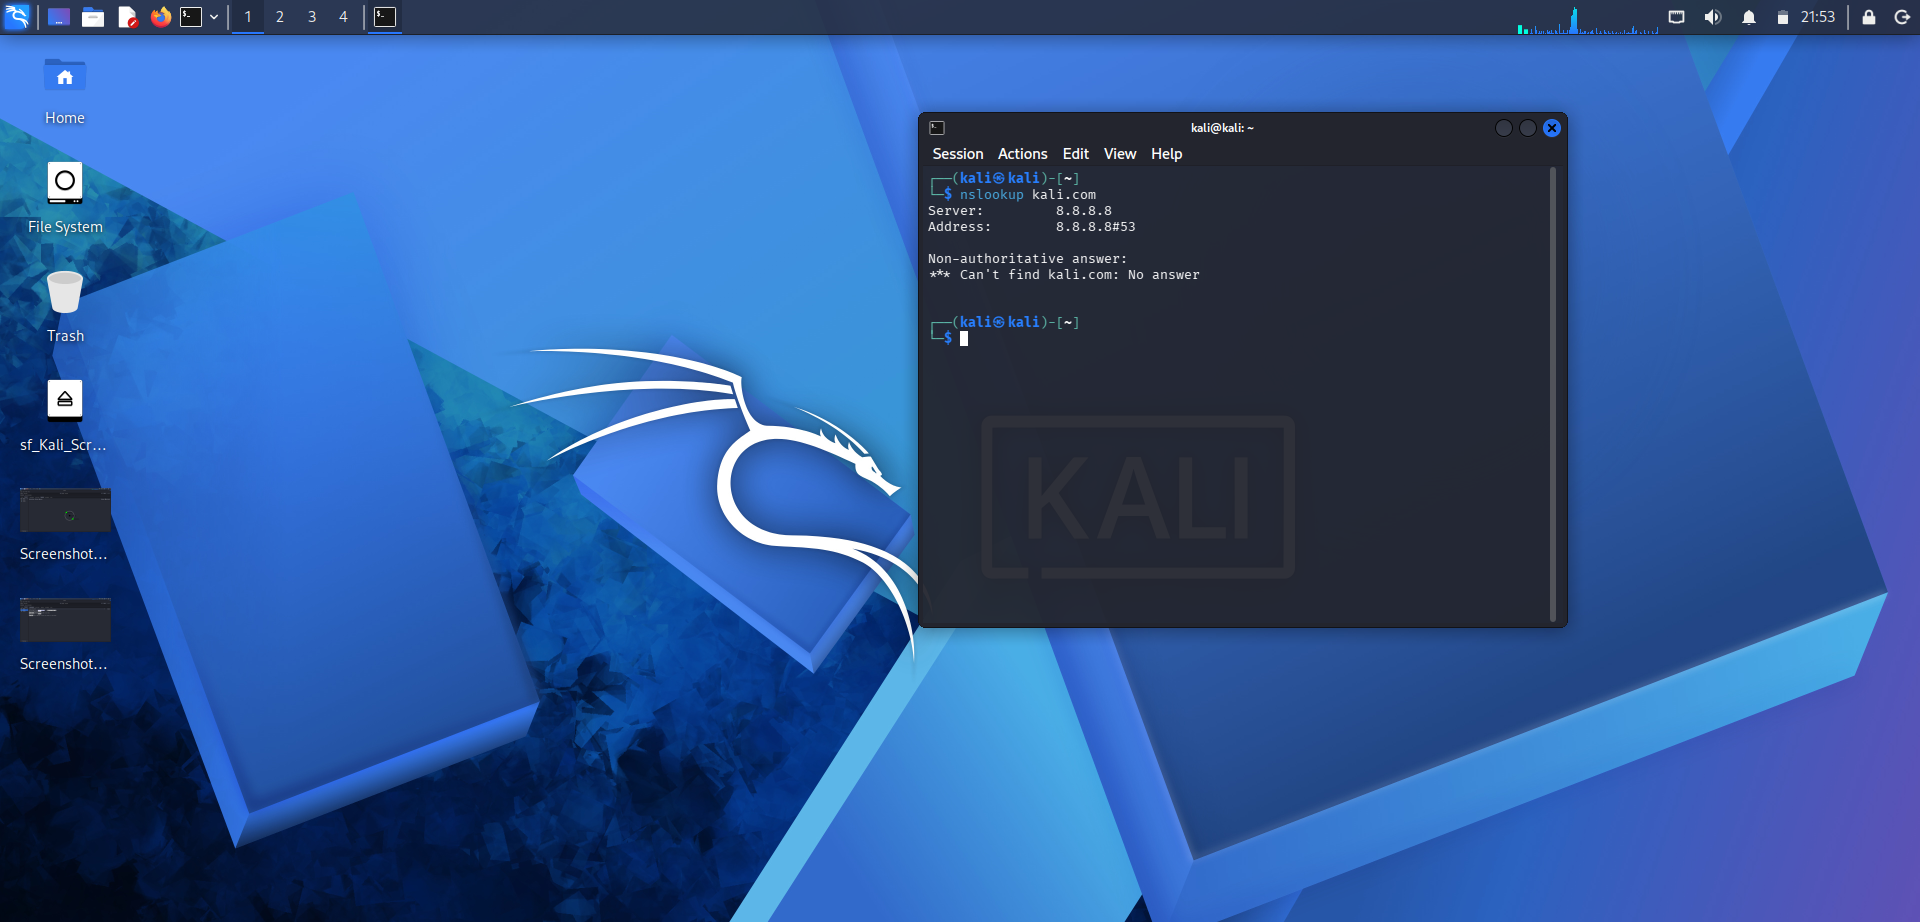 1 2 3 4 21:53
Home
File System
Trash
sf_Kali_Scr...
Screenshot...
Screenshot...
kali@kali: ~
Session Actions Edit View Help
┌──(kali㉿kali)-[~]
└─$ nslookup kali.com
Server: 8.8.8.8
Address: 8.8.8.8#53
Non-authoritative answer:
*** Can't find kali.com: No answer
┌──(kali㉿kali)-[~]
└─$
KALI